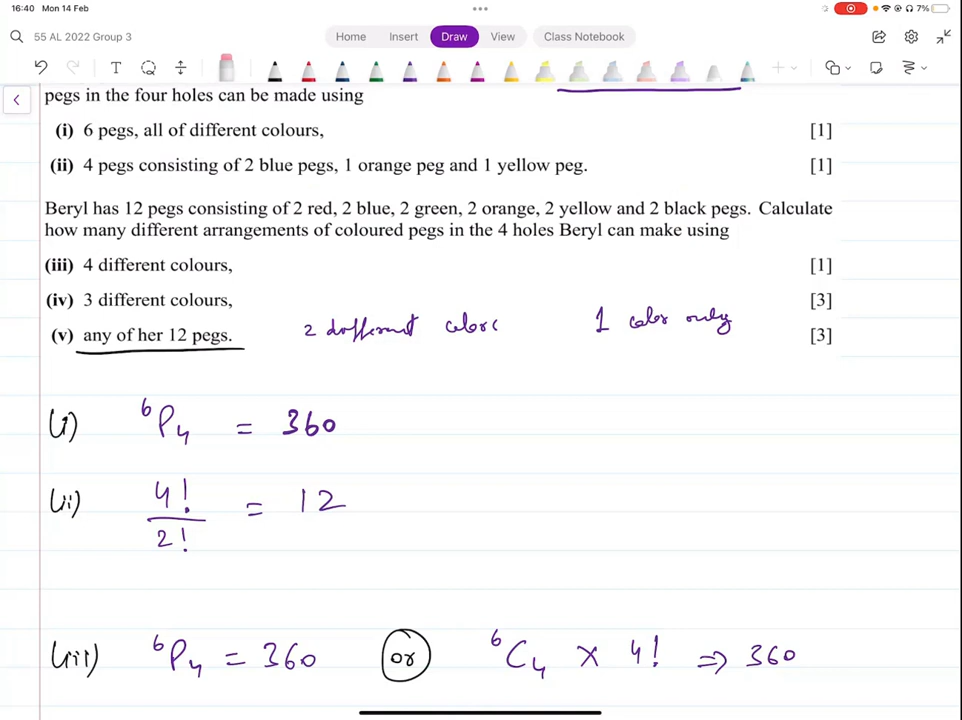 16:40 Mon 14 Feb
7%
55 AL 2022 Group 3
Home Insert Draw View Class Notebook
pegs in the four holes can be made using
(i) 6 pegs, all of different colours, [1]
(ii) 4 pegs consisting of 2 blue pegs, 1 orange peg and 1 yellow peg. [1]
Beryl has 12 pegs consisting of 2 red, 2 blue, 2 green, 2 orange, 2 yellow and 2 black pegs. Calculate
how many different arrangements of coloured pegs in the 4 holes Beryl can make using
(iii) 4 different colours, [1]
(iv) 3 different colours, [3]
(v) any of her 12 pegs. [3]
2 different 1 color only
(i) ⁶P₄ = 360
(ii) 4!/2! = 12
(iii) ⁶P₄ = 360 or ⁶C₄ × 4! ⇒ 360